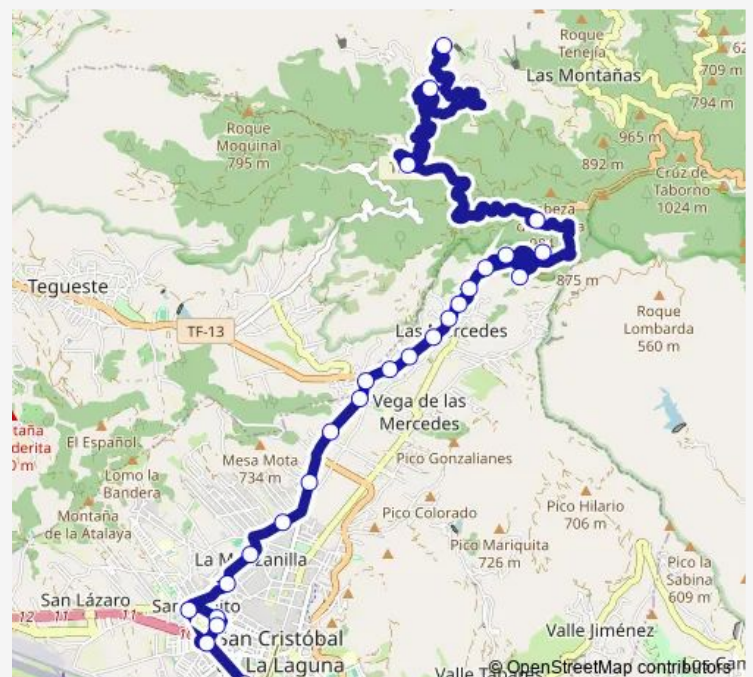 Roque
Tenejía
Las Montañas
709 m
794 m
965 m
892 m
Roque
Moquinal
795 m
Cruz de
Taborno
1024 m
875 m
Tegueste
TF-13
Roque
Lombarda
560 m
Vega de las
Mercedes
El Español
Mesa Mota
734 m
Pico Gonzalianes
Lomo la
Bandera
Montaña
de la Atalaya
Pico Colorado
Pico Hilario
706 m
Pico Mariquita
726 m
Pico la
Sabina
609 m
San Lázaro
12
11
11
Valle Jiménez
San Cristóbal
La Laguna
© OpenStreetMap contributors